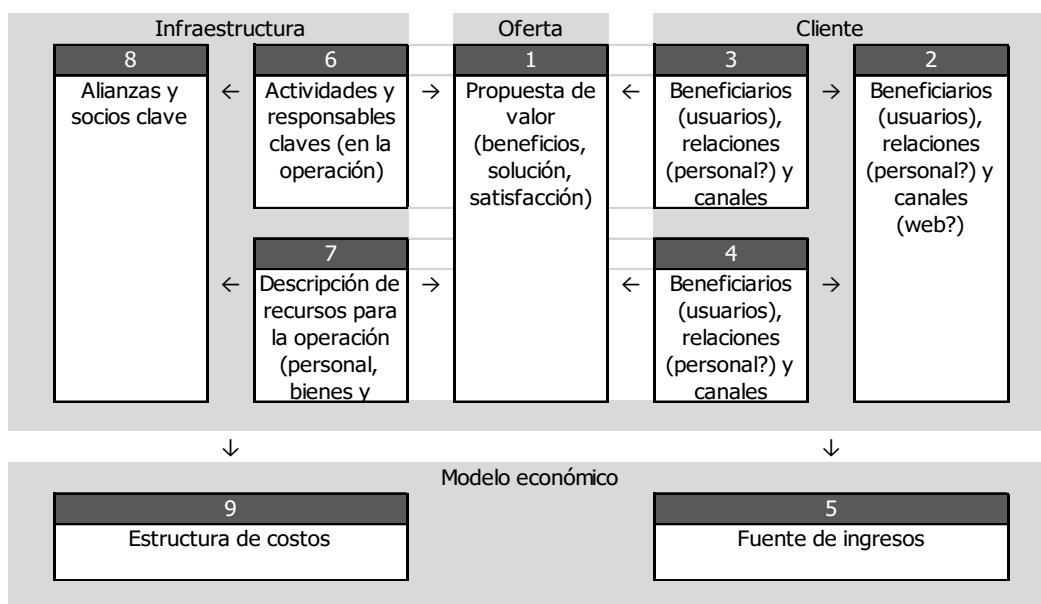 Infraestructura
Oferta
Cliente
8
Alianzas y
socios clave
←
←
6
Actividades y
responsables
claves (en la
operación)
→
7
Descripción de
recursos para
la operación
(personal,
bienes y
→
1
Propuesta de
valor
(beneficios,
solución,
satisfacción)
←
←
3
Beneficiarios
(usuarios),
relaciones
(personal?) y
canales
→
4
Beneficiarios
(usuarios),
relaciones
(personal?) y
canales
→
2
Beneficiarios
(usuarios),
relaciones
(personal?) y
canales
(web?)
↓
↓
Modelo económico
9
Estructura de costos
5
Fuente de ingresos